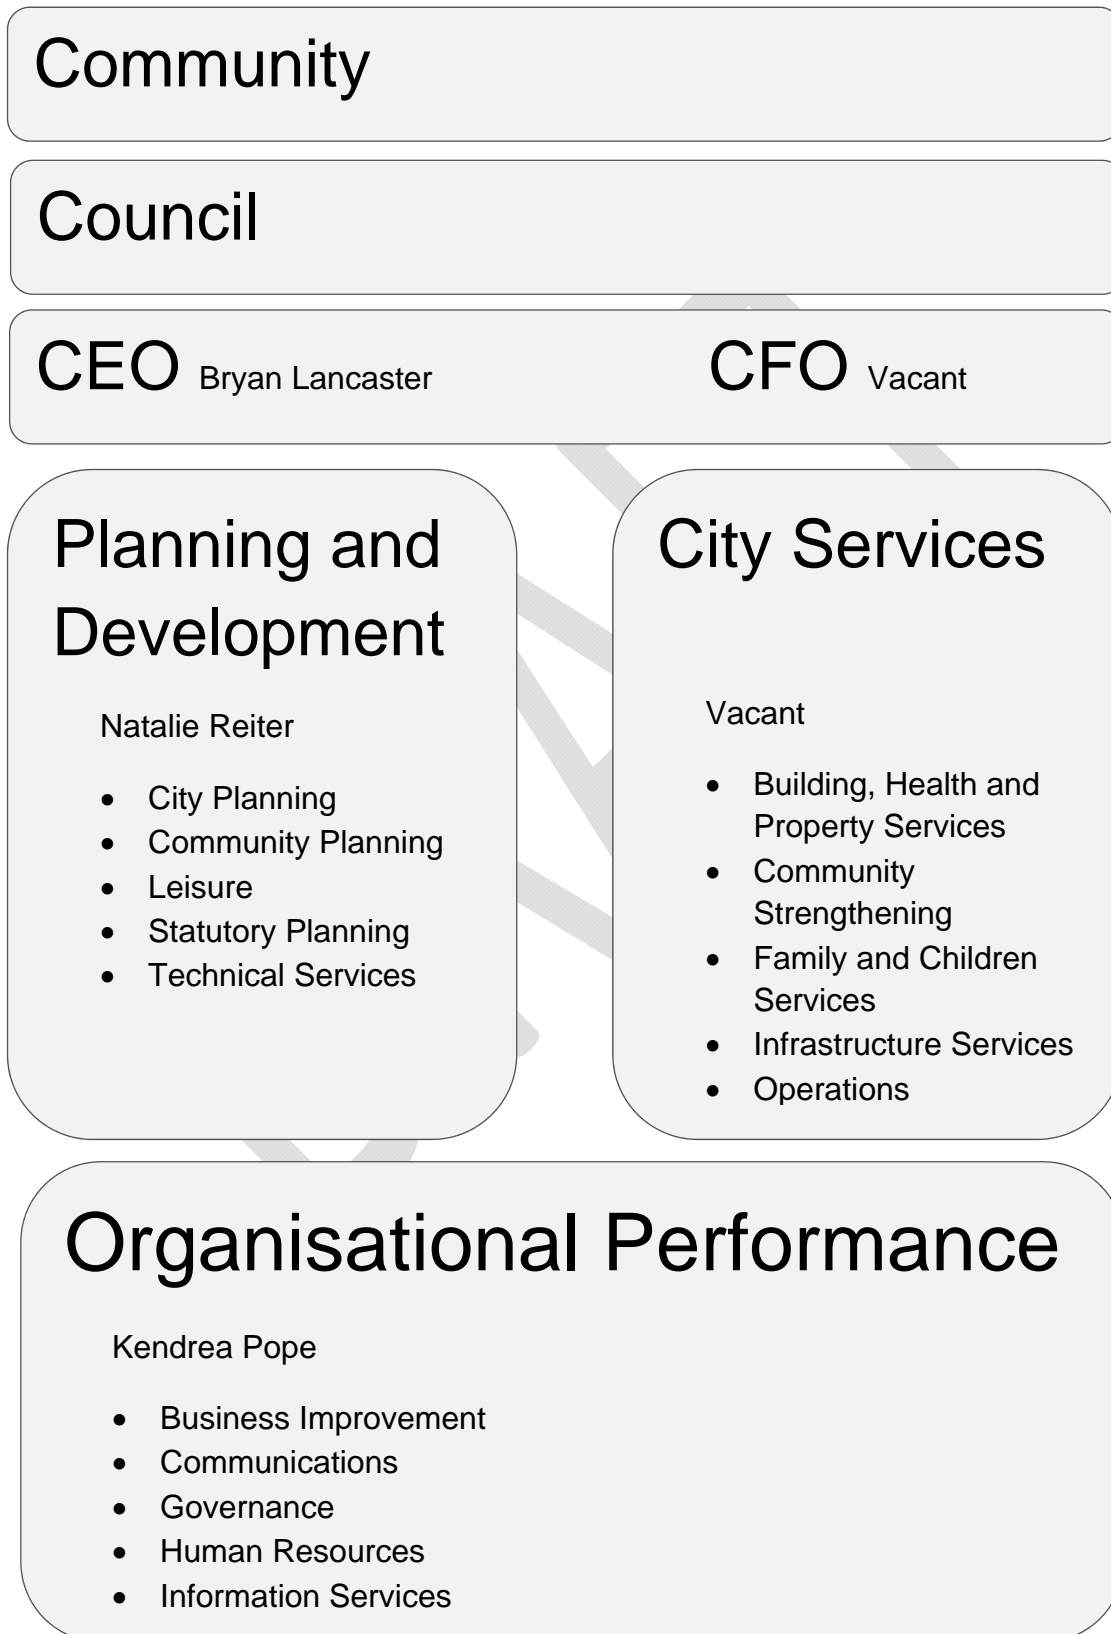 Community
Council
CEO Bryan Lancaster CFO Vacant
Planning and
Development
Natalie Reiter
• City Planning
• Community Planning
• Leisure
• Statutory Planning
• Technical Services
City Services
Vacant
• Building, Health and
Property Services
• Community
Strengthening
• Family and Children
Services
• Infrastructure Services
• Operations
Organisational Performance
Kendrea Pope
• Business Improvement
• Communications
• Governance
• Human Resources
• Information Services